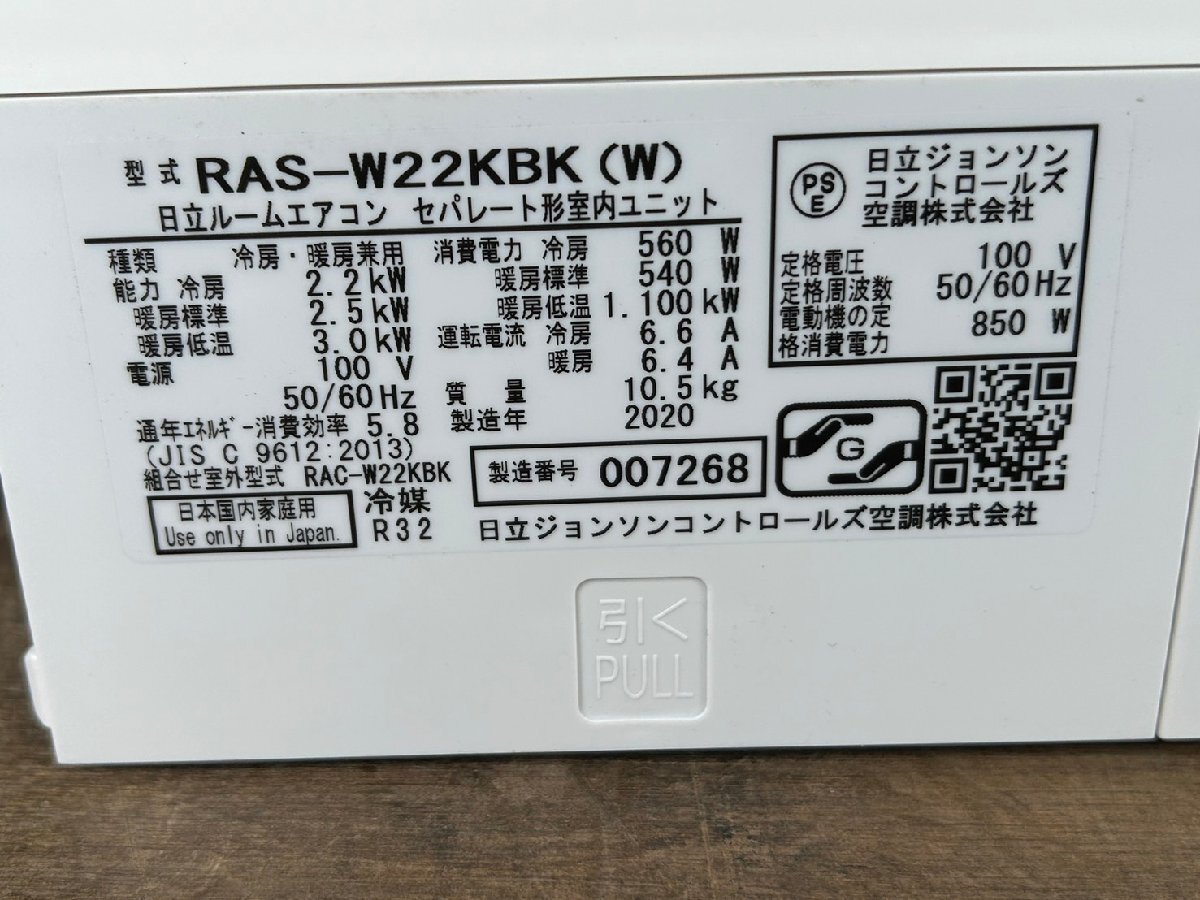 型式 RAS-W22KBK(W)
日立ルームエアコン セパレート形室内ユニット
種類 冷房・暖房兼用
能力 冷房 2.2kW
暖房標準 2.5kW
暖房低温 3.0kW
電源 100 V
50/60Hz
通年エネルギー消費効率 5.8
(JIS C 9612:2013)
組合せ室外型式 RAC-W22KBK
日本国内家庭用
Use only in Japan.
冷媒
R32
消費電力 冷房 560 W
暖房標準 540 W
暖房低温 1.100kW
運転電流 冷房 6.6 A
暖房 6.4 A
質量 10.5kg
製造年 2020
製造番号 007268
日立ジョンソンコントロールズ空調株式会社
PS
E
日立ジョンソン
コントロールズ
空調株式会社
定格電圧 100 V
定格周波数 50/60Hz
電動機の定
格消費電力 850 W
G
引く
PULL